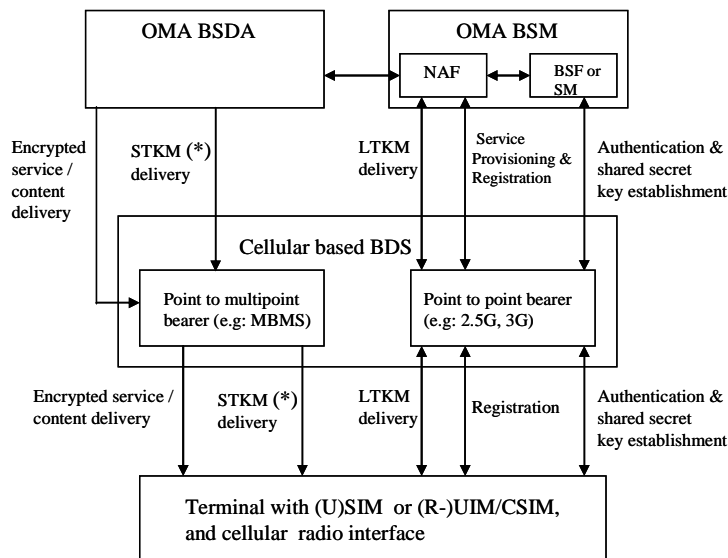 OMA BSDA
OMA BSM
NAF
BSF or
SM
Encrypted
service /
content
delivery
STKM (*)
delivery
LTKM
delivery
Service
Provisioning &
Registration
Authentication &
shared secret
key establishment
Cellular based BDS
Point to multipoint
bearer (e.g: MBMS)
Point to point bearer
(e.g: 2.5G, 3G)
Encrypted service /
content delivery
STKM (*)
delivery
LTKM
delivery
Registration
Authentication &
shared secret
key establishment
Terminal with (U)SIM or (R-)UIM/CSIM,
and cellular radio interface